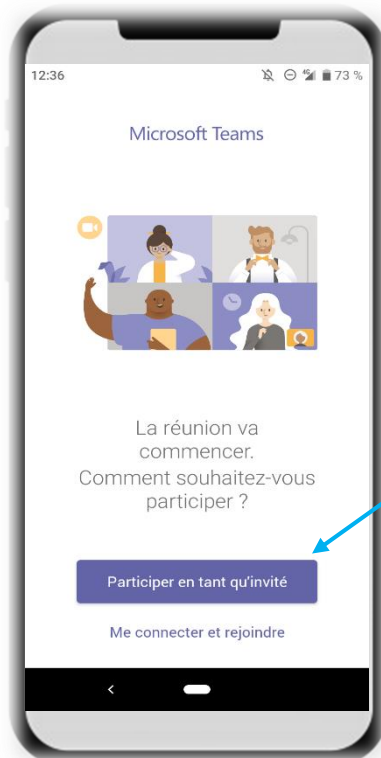 12:36
4G 73 %
Microsoft Teams
La réunion va
commencer.
Comment souhaitez-vous
participer ?
Participer en tant qu'invité
Me connecter et rejoindre